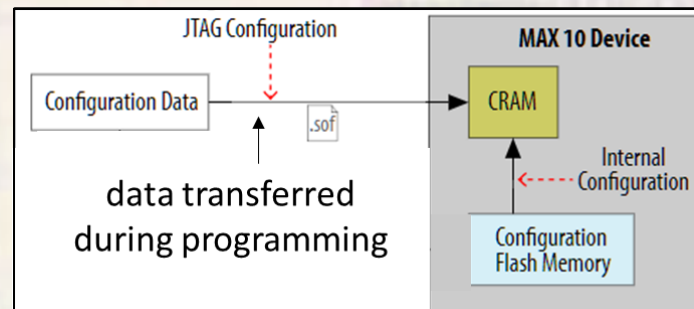 JTAG Configuration
MAX 10 Device
Configuration Data
.sof
CRAM
data transferred
during programming
Internal
Configuration
Configuration
Flash Memory